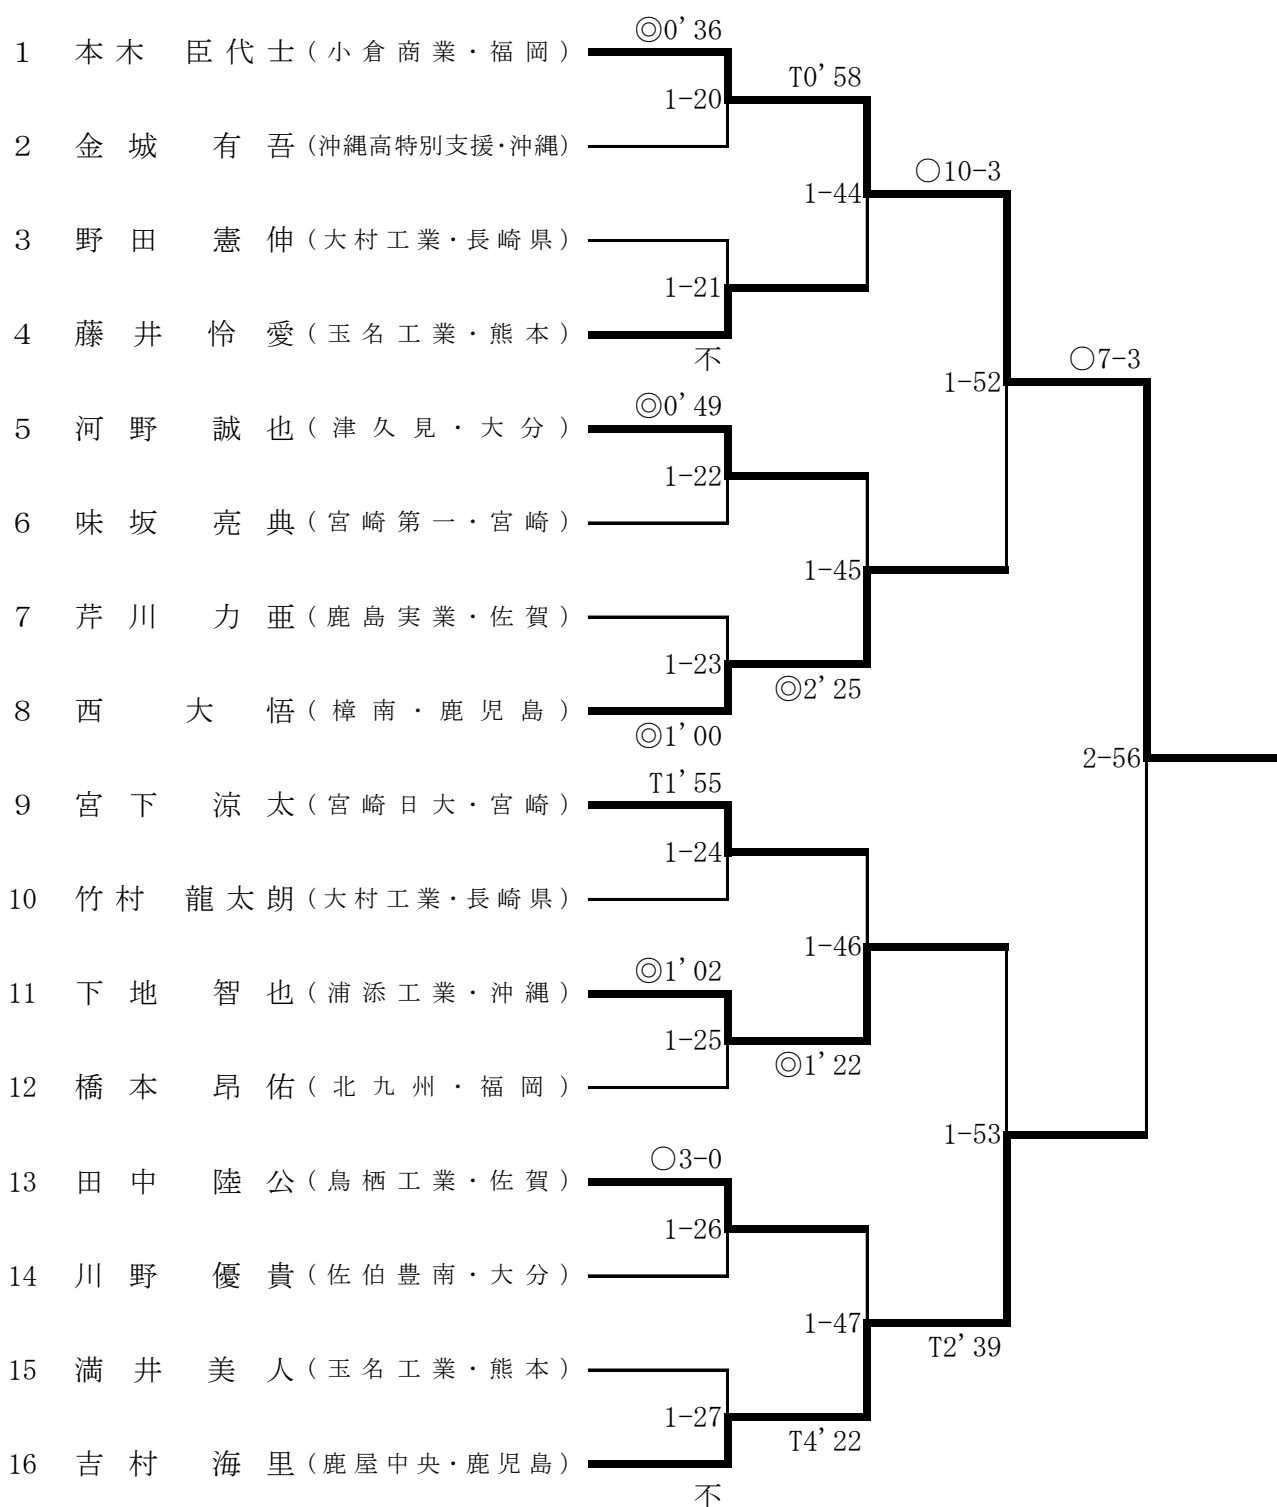 ◎0’36
1 本木 臣代士 (小倉商業・福岡)
T0’58
1-20
2 金城 有吾 (沖縄高特別支援・沖縄)
○10-3
1-44
3 野田 憲伸 (大村工業・長崎県)
1-21
4 藤井 怜愛 (玉名工業・熊本)
不
○7-3
1-52
◎0’49
5 河野 誠也 (津久見・大分)
1-22
6 味坂 亮典 (宮崎第一・宮崎)
1-45
7 芹川 力亜 (鹿島実業・佐賀)
1-23
◎2’25
8 西 大悟 (樟南・鹿児島)
◎1’00
2-56
T1’55
9 宮下 涼太 (宮崎日大・宮崎)
1-24
10 竹村 龍太朗 (大村工業・長崎県)
1-46
◎1’02
11 下地 智也 (浦添工業・沖縄)
1-25
◎1’22
12 橋本 昂佑 (北九州・福岡)
1-53
○3-0
13 田中 陸公 (鳥栖工業・佐賀)
1-26
14 川野 優貴 (佐伯豊南・大分)
1-47
T2’39
15 満井 美人 (玉名工業・熊本)
1-27
T4’22
16 吉村 海里 (鹿屋中央・鹿児島)
不